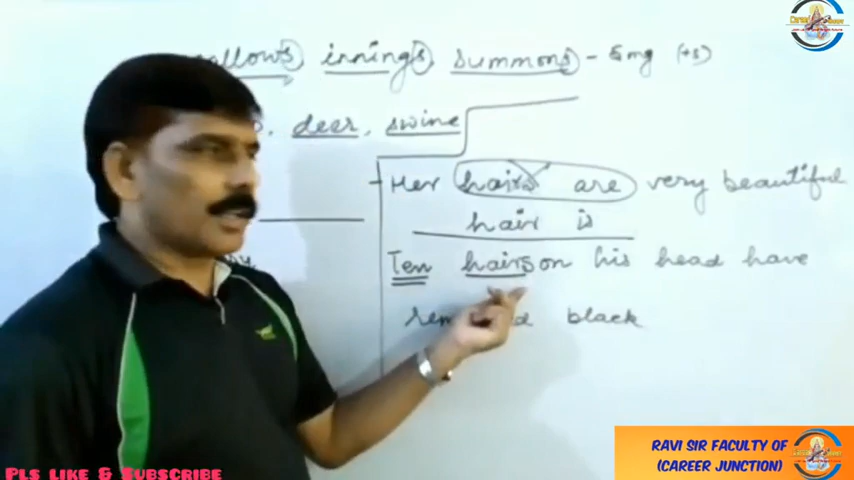 gallows, innings, summons - Sing (+s)
deer, swine
Her hairs are very beautiful
hair is
Ten hairs on his head have
black
RAVI SIR FACULTY OF
(CAREER JUNCTION)
PLS LIKE & SUBSCRIBE